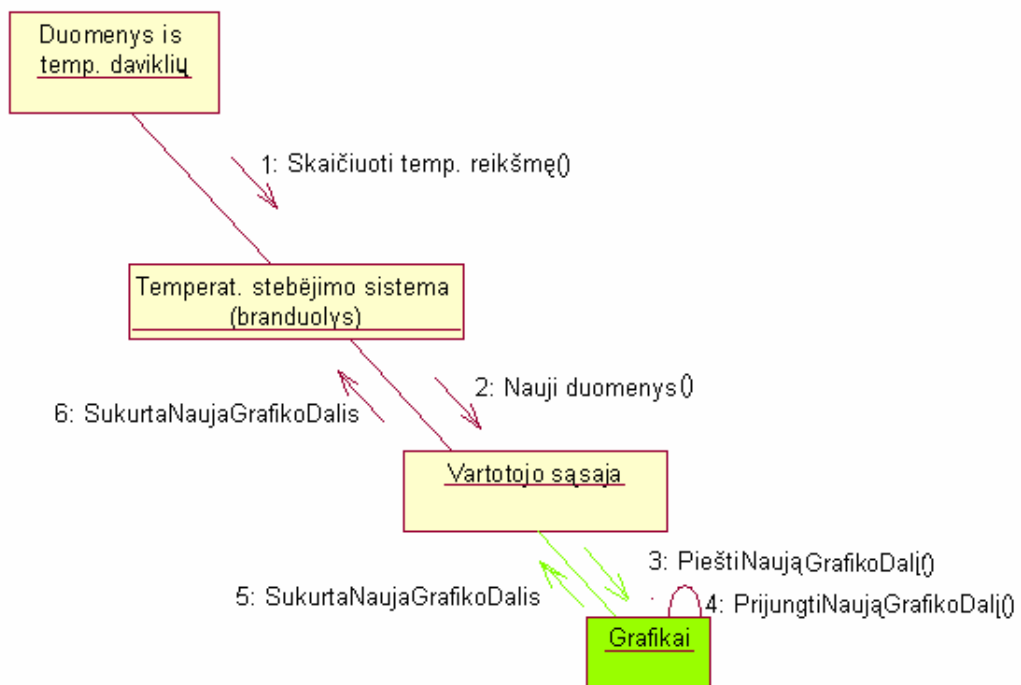 Duomenys is
temp. daviklių
1: Skaičiuoti temp. reikšmę()
Temperat. stebėjimo sistema
(branduolys)
2: Nauji duomenys()
6: SukurtaNaujaGrafikoDalis
Vartotojo sąsaja
3: PieštiNaująGrafikoDalį()
5: SukurtaNaujaGrafikoDalis
4: PrijungtiNaująGrafikoDalį()
Grafikai